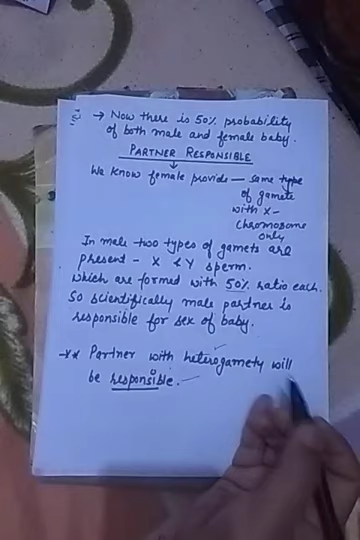 → Now there is 50% probability
of both male and female baby.
PARTNER RESPONSIBLE
We know female provide — same type
of gamete
with X-
chromosome
only
In male two types of gamets are
present - X & Y sperm.
which are formed with 50% ratio each.
So scientifically male partner is
responsible for sex of baby.
→** Partner with heterogamety will
be responsible.